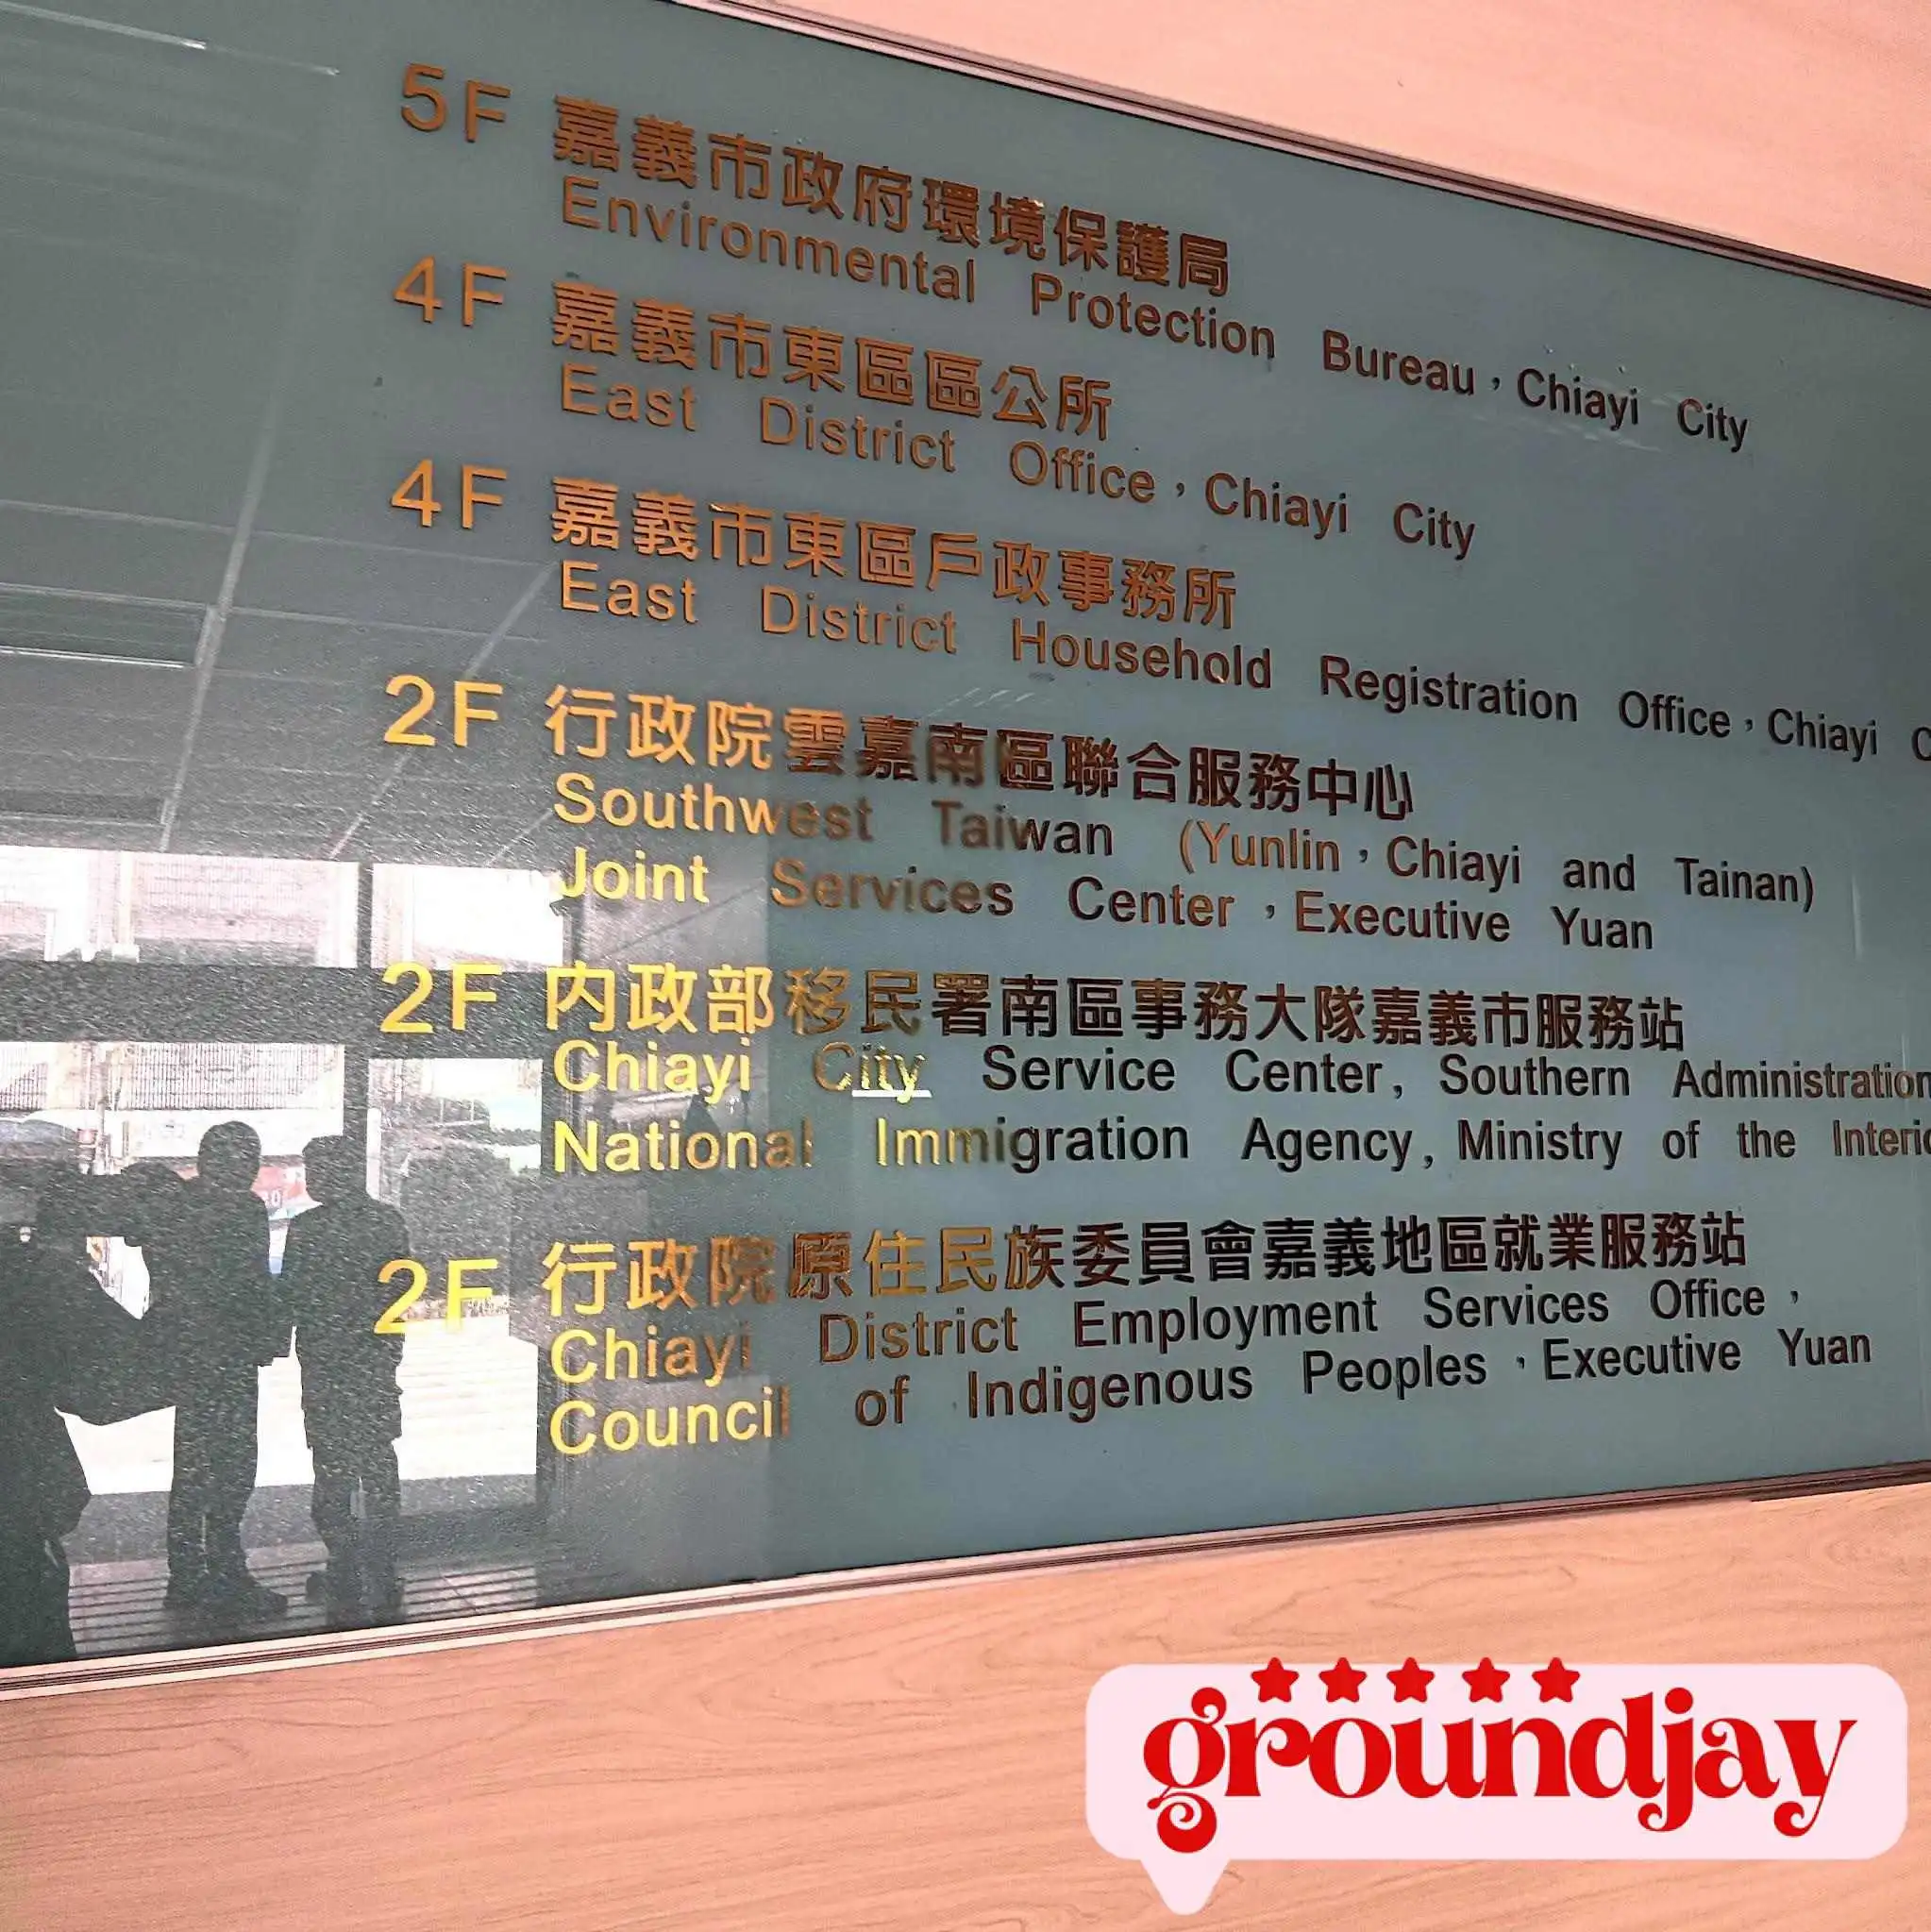 5F 嘉義市政府環境保護局
Environmental Protection Bureau，Chiayi City
4F 嘉義市東區區公所
East District Office，Chiayi City
4F 嘉義市東區戶政事務所
East District Household Registration Office，Chiayi
2F 行政院雲嘉南區聯合服務中心
Southwest Taiwan (Yunlin，Chiayi and Tainan)
Joint Services Center，Executive Yuan
2F 內政部移民署南區事務大隊嘉義市服務站
Chiayi City Service Center, Southern Administration
National Immigration Agency, Ministry of the
2F 行政院原住民族委員會嘉義地區就業服務站
Chiayi District Employment Services Office，
Council of Indigenous Peoples，Executive Yuan
groundjay